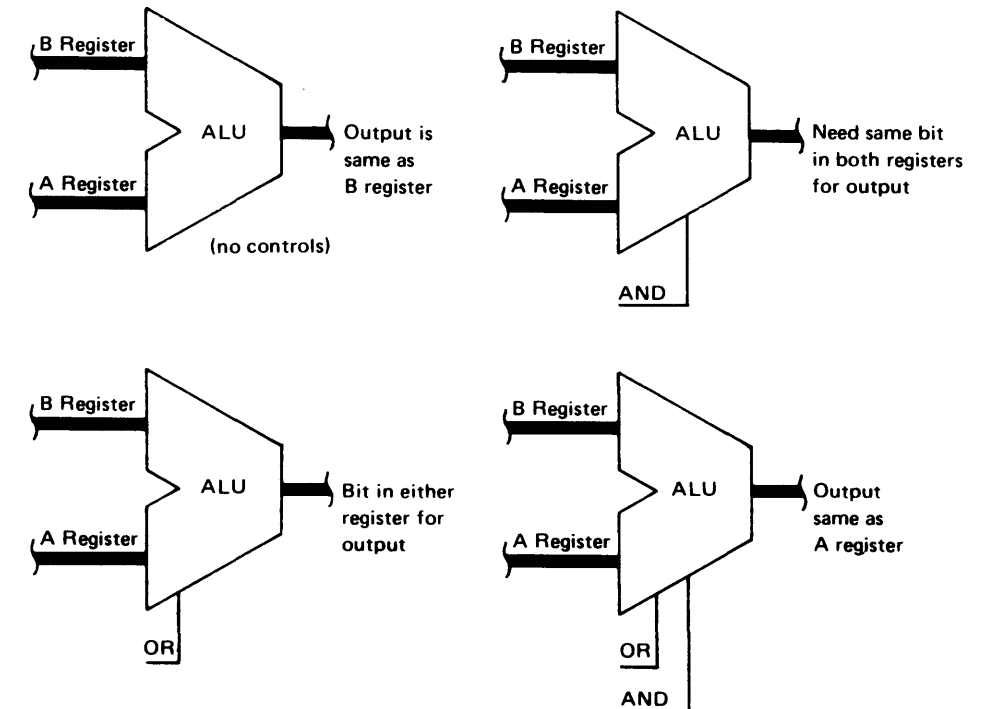 B Register
ALU
Output is
same as
B register
A Register
(no controls)
B Register
ALU
Need same bit
in both registers
for output
A Register
AND
B Register
ALU
Bit in either
register for
output
A Register
OR
B Register
ALU
Output
same as
A register
A Register
OR
AND